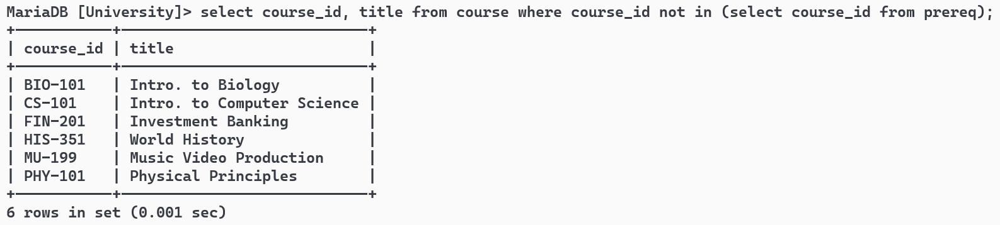 MariaDB [University]> select course_id, title from course where course_id not in (select course_id from prereq);
+-----------+----------------------------+
| course_id | title                      |
+-----------+----------------------------+
| BIO-101   | Intro. to Biology          |
| CS-101    | Intro. to Computer Science |
| FIN-201   | Investment Banking         |
| HIS-351   | World History              |
| MU-199    | Music Video Production     |
| PHY-101   | Physical Principles        |
+-----------+----------------------------+
6 rows in set (0.001 sec)